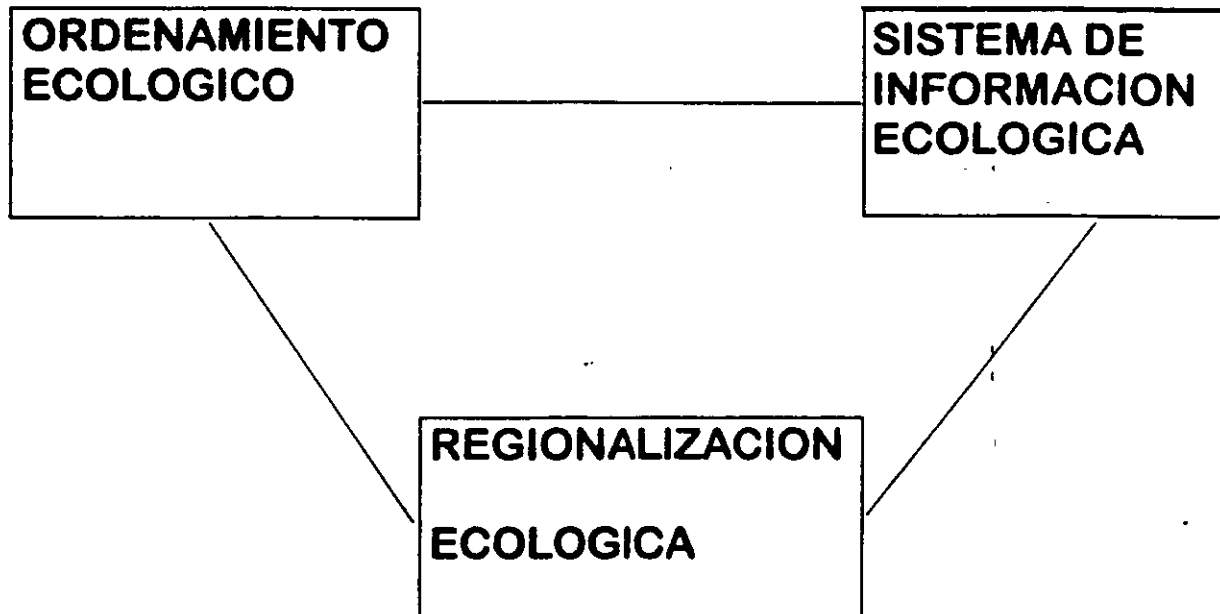 ORDENAMIENTO
ECOLOGICO
SISTEMA DE
INFORMACION
ECOLOGICA
REGIONALIZACION
ECOLOGICA